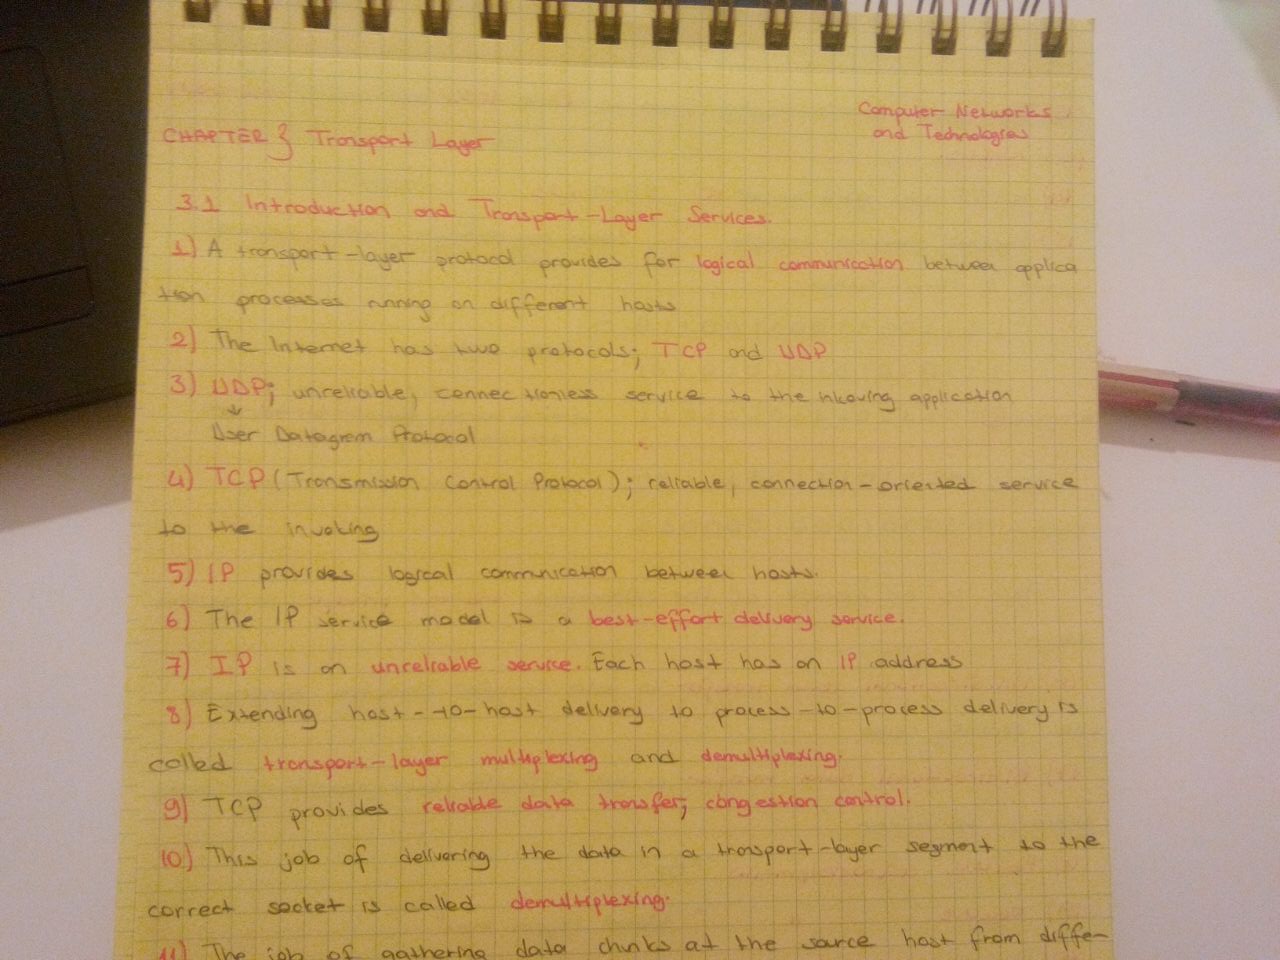 Computer Networks
and Technologies
CHAPTER 3 Transport Layer
3.1 Introduction and Transport-Layer Services.
1) A transport-layer protocol provides for logical communication between applica
tion processes running on different hosts
2) The Internet has two protocols; TCP and UDP
3) UDP; unreliable, connectionless service to the application
User Datagram Protocol
4) TCP (Transmission Control Protocol); reliable, connection-oriented service
to the invoking
5) IP provides logical communication between hosts.
6) The IP service model is a best-effort delivery service.
7) IP is an unreliable service. Each host has an IP address
8) Extending host-to-host delivery to process-to-process delivery is
called transport-layer multiplexing and demultiplexing.
9) TCP provides reliable data transfer, congestion control.
10) This job of delivering the data in a transport-layer segment to the
correct socket is called demultiplexing.
11) The job of gathering data chunks at the source host from diffe-